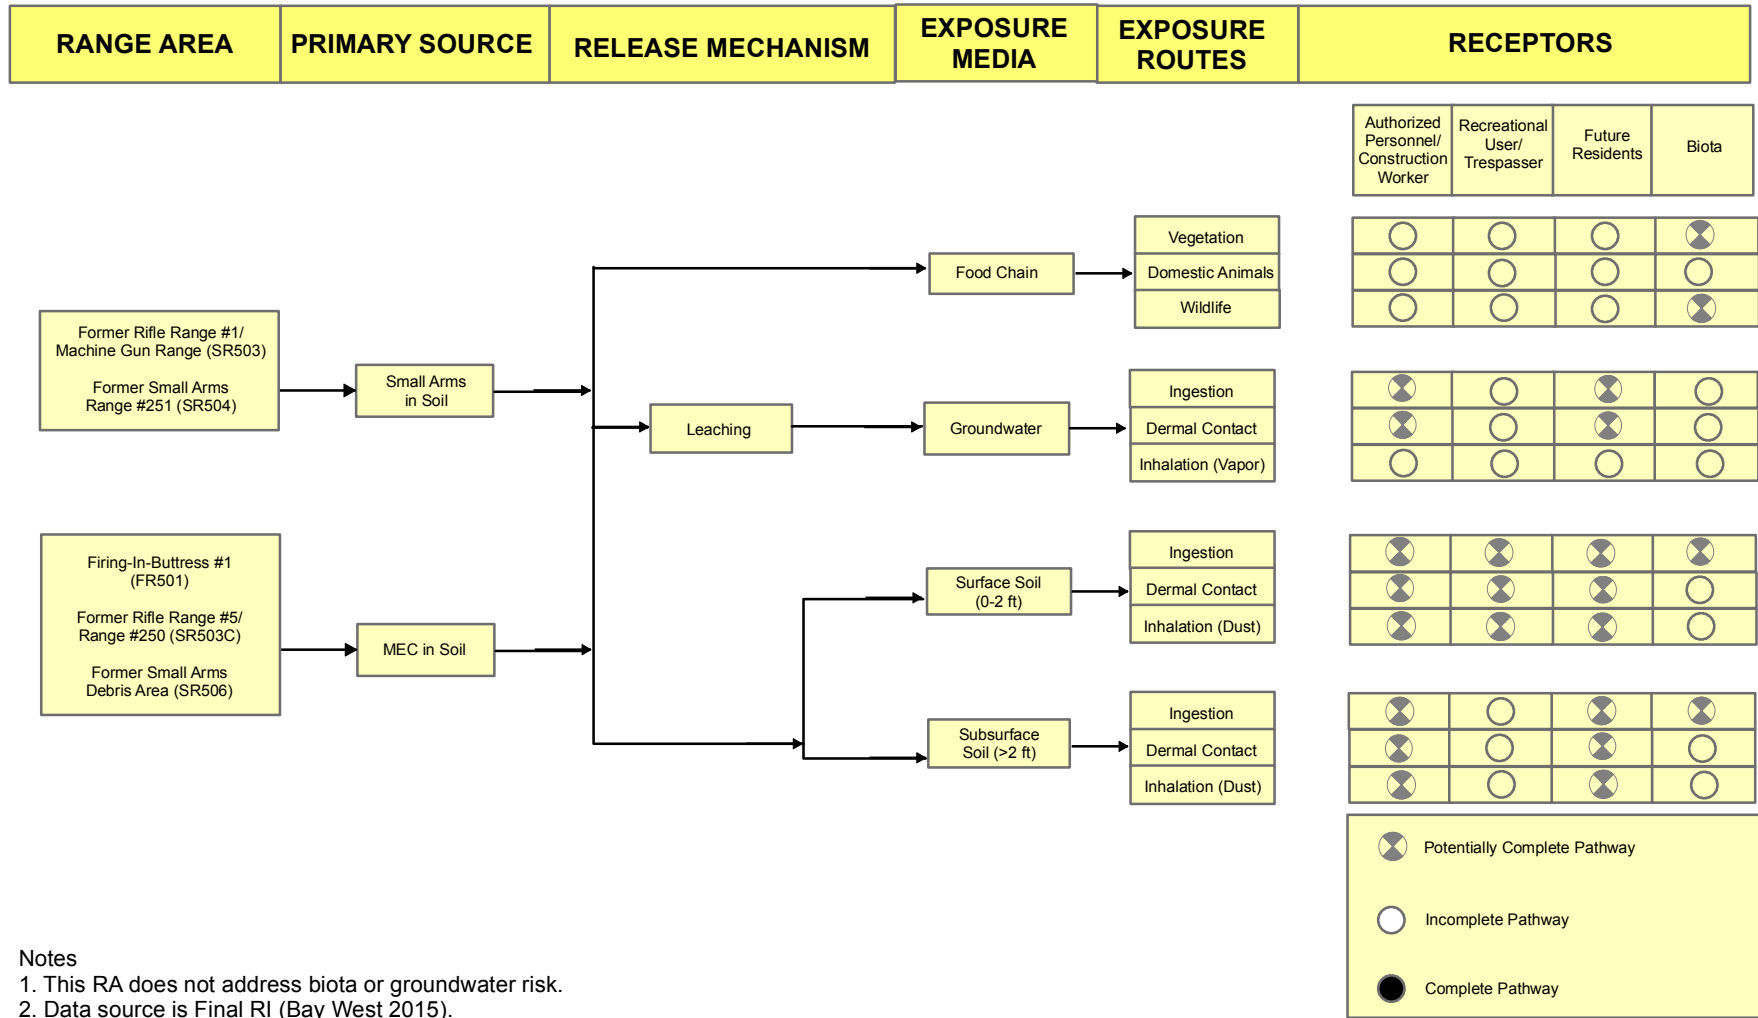 RANGE AREA
PRIMARY SOURCE
RELEASE MECHANISM
EXPOSURE
MEDIA
EXPOSURE
ROUTES
RECEPTORS
Authorized
Personnel/
Construction
Worker
Recreational
User/
Trespasser
Future
Residents
Biota
Vegetation
Domestic Animals
Wildlife
Food Chain
Former Rifle Range #1/
Machine Gun Range (SR503)
Former Small Arms
Range #251 (SR504)
Small Arms
in Soil
Leaching
Groundwater
Ingestion
Dermal Contact
Inhalation (Vapor)
Firing-In-Buttress #1
(FR501)
Former Rifle Range #5/
Range #250 (SR503C)
Former Small Arms
Debris Area (SR506)
MEC in Soil
Surface Soil
(0-2 ft)
Ingestion
Dermal Contact
Inhalation (Dust)
Subsurface
Soil (>2 ft)
Ingestion
Dermal Contact
Inhalation (Dust)
Potentially Complete Pathway
Incomplete Pathway
Complete Pathway
Notes
1. This RA does not address biota or groundwater risk.
2. Data source is Final RI (Bay West 2015).